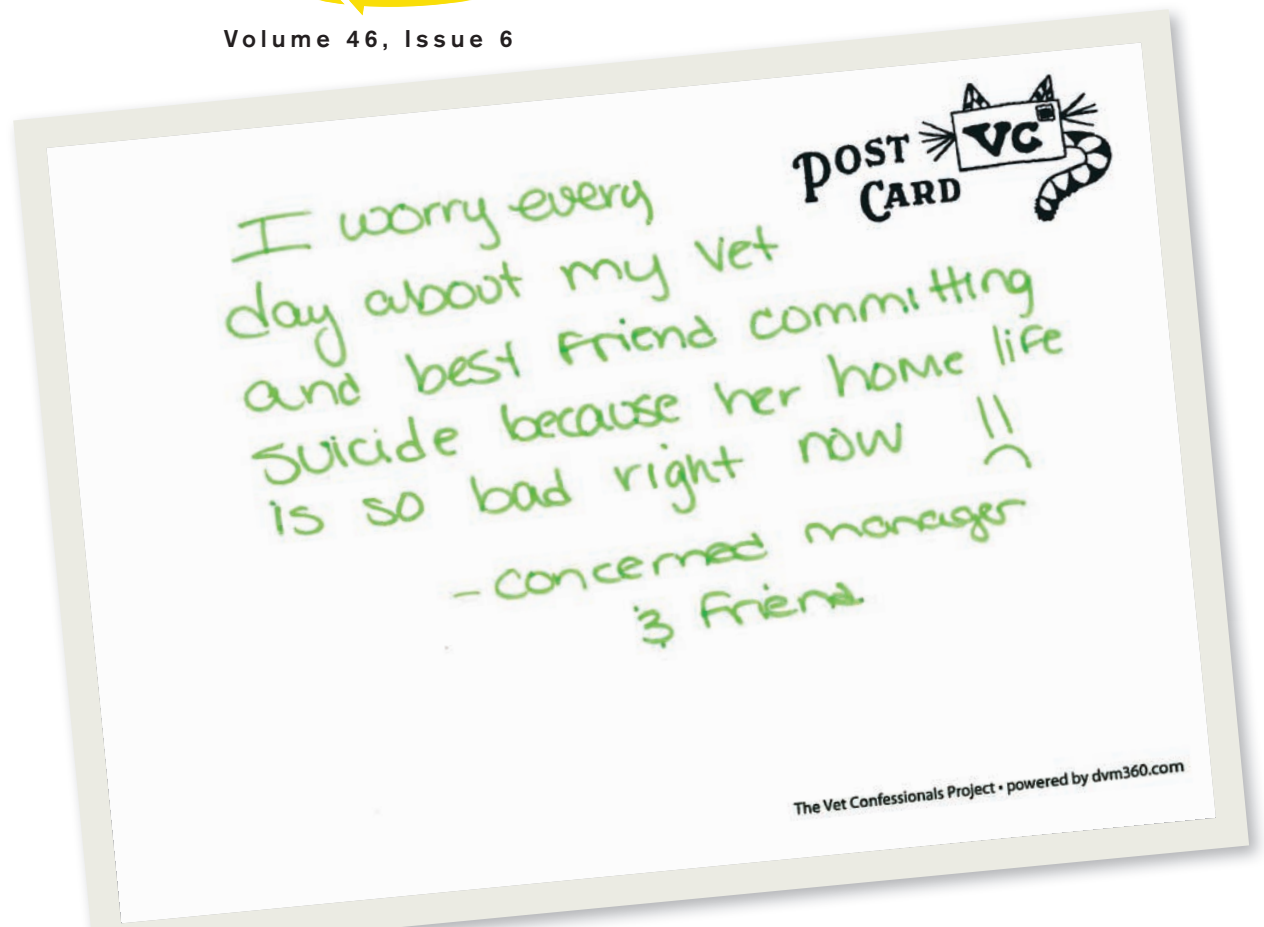 Volume 46, Issue 6
POST VC
CARD
I worry every
day about my vet
and best friend committing
suicide because her home life
is so bad right now
-concerned manager
& friend
The Vet Confessionals Project • powered by dvm360.com